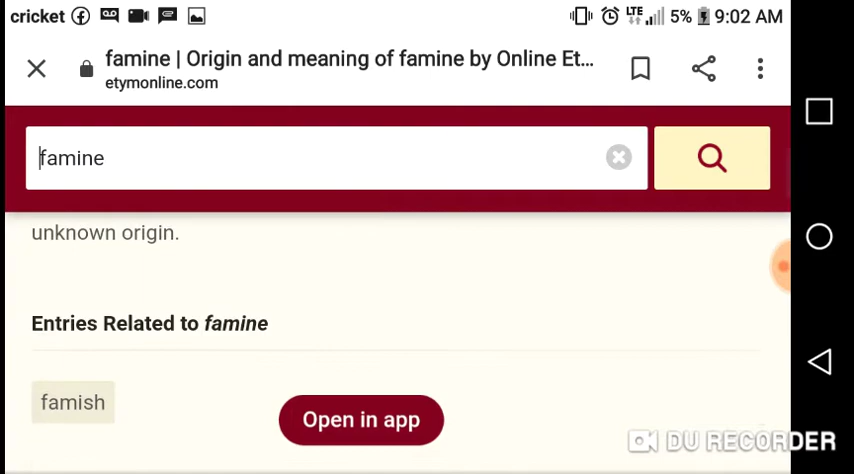 cricket LTE 5% 9:02 AM
famine | Origin and meaning of famine by Online Et...
etymonline.com
famine
unknown origin.
Entries Related to famine
famish
Open in app
DU RECORDER